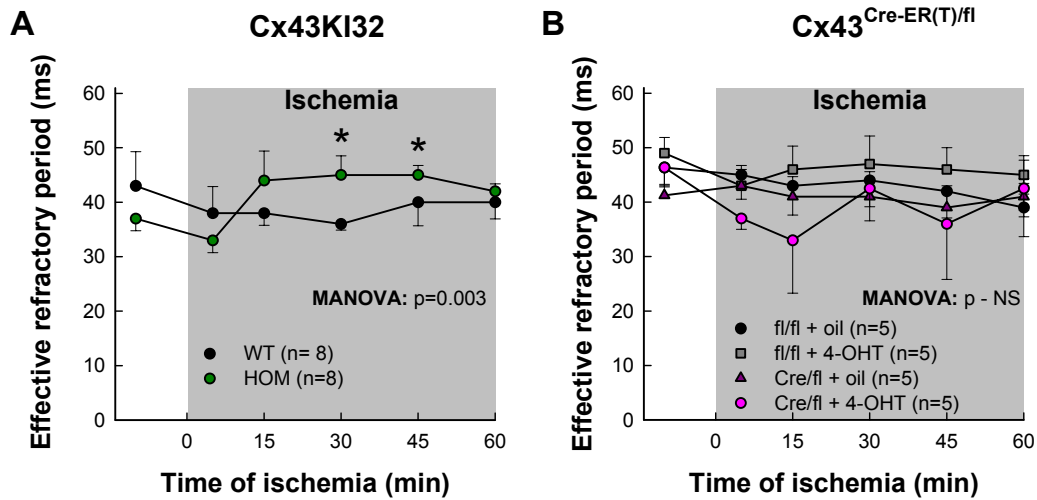 A
Cx43KI32
Effective refractory period (ms)
60
50
40
30
20
10
0
Ischemia
*
*
MANOVA: p=0.003
WT (n= 8)
HOM (n=8)
0 15 30 45 60
Time of ischemia (min)
B
Cx43Cre-ER(T)/fl
Effective refractory period (ms)
60
50
40
30
20
10
0
Ischemia
MANOVA: p - NS
fl/fl + oil (n=5)
fl/fl + 4-OHT (n=5)
Cre/fl + oil (n=5)
Cre/fl + 4-OHT (n=5)
0 15 30 45 60
Time of ischemia (min)